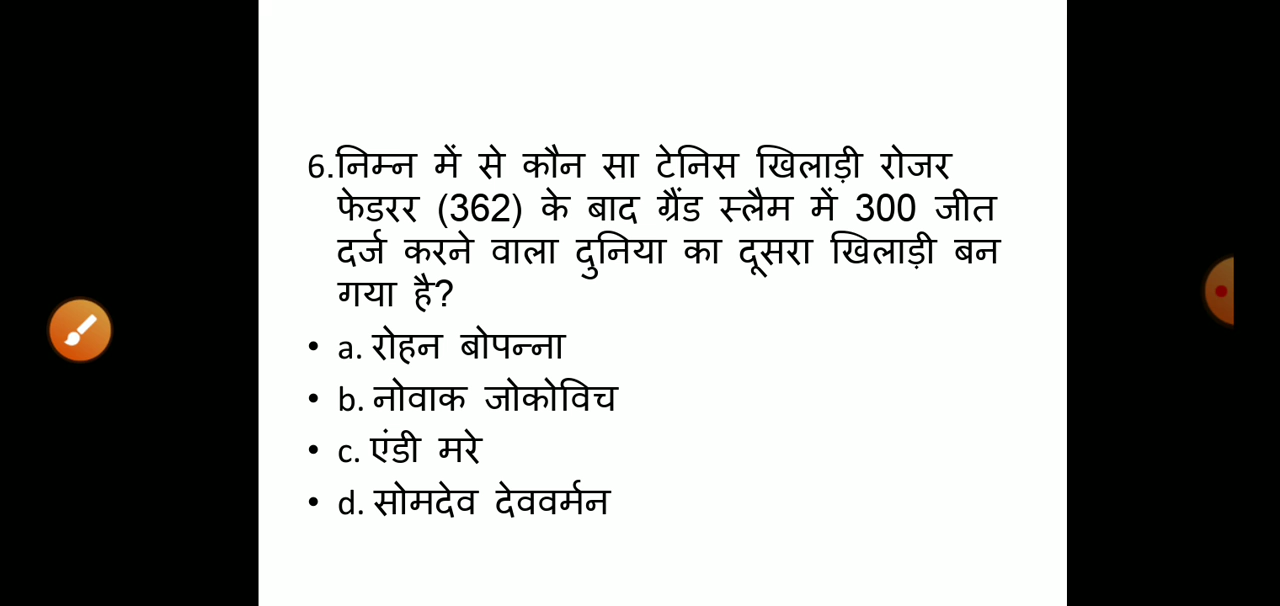 6.निम्न में से कौन सा टेनिस खिलाड़ी रोजर
फेडरर (362) के बाद ग्रैंड स्लैम में 300 जीत
दर्ज करने वाला दुनिया का दूसरा खिलाड़ी बन
गया है?
• a. रोहन बोपन्ना
• b. नोवाक जोकोविच
• c. एंडी मरे
• d. सोमदेव देववर्मन